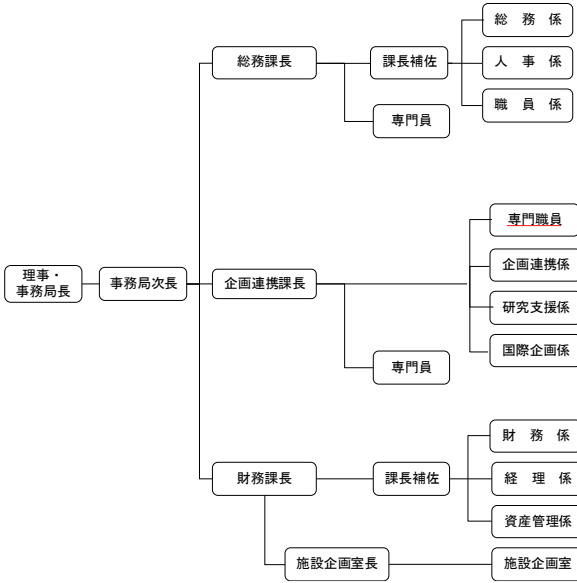 総　務　係
総務課長
課長補佐
人　事　係
職　員　係
専門員
専門職員
企画連携係
理事・
事務局長
事務局次長
企画連携課長
研究支援係
国際企画係
専門員
財　務　係
財務課長
課長補佐
経　理　係
資産管理係
施設企画室長
施設企画室